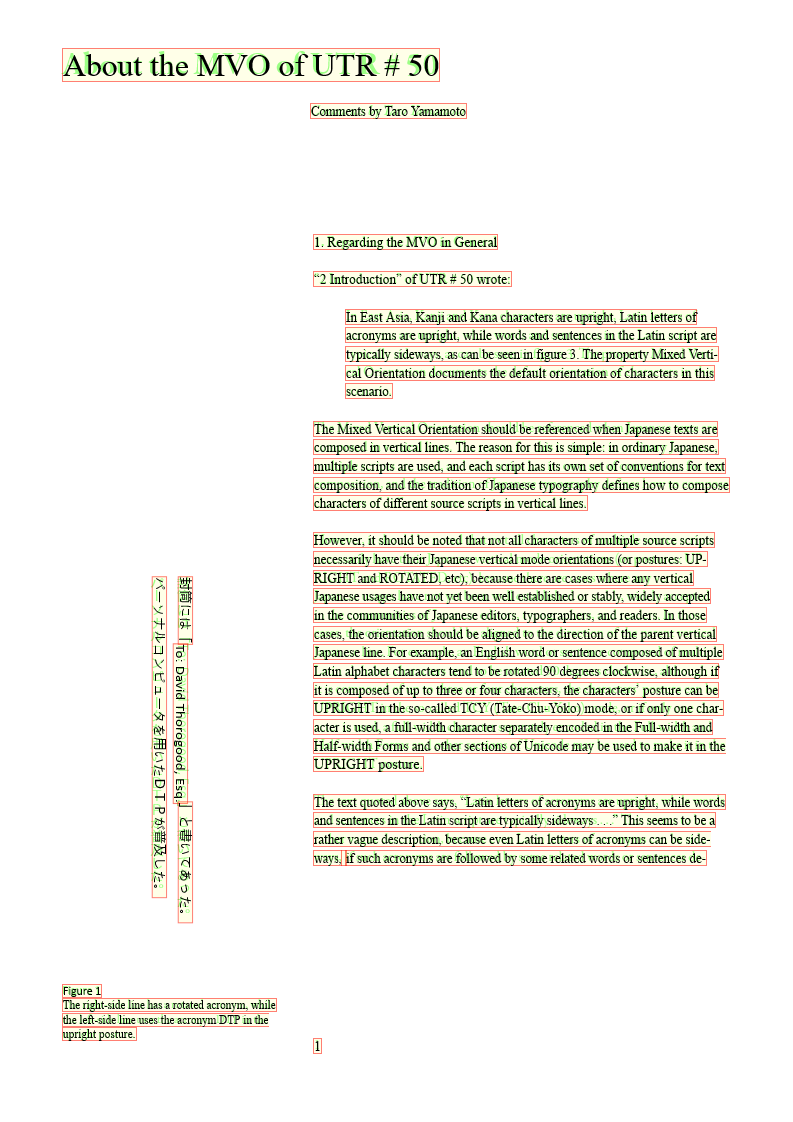 About the MVO of UTR # 50
Comments by Taro Yamamoto
1. Regarding the MVO in General
“2 Introduction” of UTR # 50 wrote:
In East Asia, Kanji and Kana characters are upright, Latin letters of
acronyms are upright, while words and sentences in the Latin script are
typically sideways, as can be seen in figure 3. The property Mixed Verti-
cal Orientation documents the default orientation of characters in this
scenario.
The Mixed Vertical Orientation should be referenced when Japanese texts are
composed in vertical lines. The reason for this is simple: in ordinary Japanese,
multiple scripts are used, and each script has its own set of conventions for text
composition, and the tradition of Japanese typography defines how to compose
characters of different source scripts in vertical lines.
However, it should be noted that not all characters of multiple source scripts
necessarily have their Japanese vertical mode orientations (or postures: UP-
RIGHT and ROTATED, etc), because there are cases where any vertical
Japanese usages have not yet been well established or stably, widely accepted
in the communities of Japanese editors, typographers, and readers. In those
cases, the orientation should be aligned to the direction of the parent vertical
Japanese line. For example, an English word or sentence composed of multiple
Latin alphabet characters tend to be rotated 90 degrees clockwise, although if
it is composed of up to three or four characters, the characters’ posture can be
UPRIGHT in the so-called TCY (Tate-Chu-Yoko) mode, or if only one char-
acter is used, a full-width character separately encoded in the Full-width and
Half-width Forms and other sections of Unicode may be used to make it in the
UPRIGHT posture.
The text quoted above says, “Latin letters of acronyms are upright, while words
and sentences in the Latin script are typically sideways . . .” This seems to be a
rather vague description, because even Latin letters of acronyms can be side-
ways, if such acronyms are followed by some related words or sentences de-
封筒には「To: David Thorogood, Esq.」と書いてあった。
パーソナルコンピュータを用いたＤＴＰが普及した。
Figure 1
The right-side line has a rotated acronym, while
the left-side line uses the acronym DTP in the
upright posture.
1